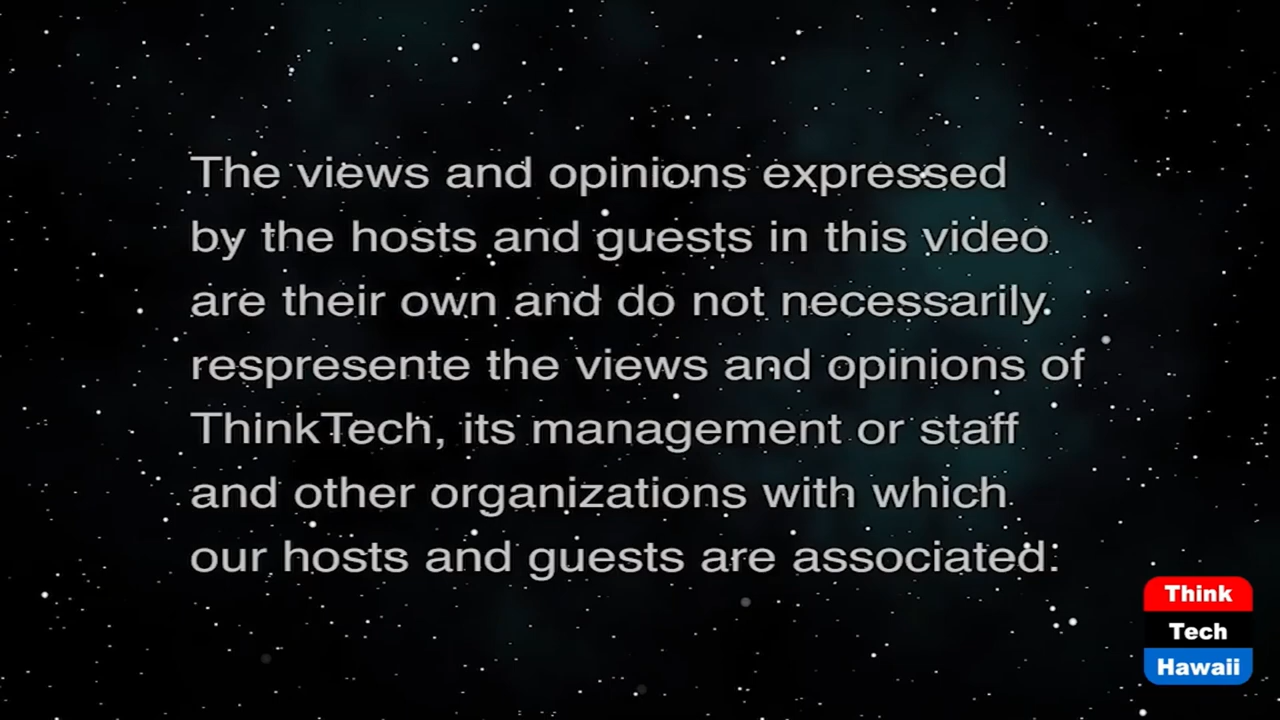 The views and opinions expressed
by the hosts and guests in this video
are their own and do not necessarily
respresente the views and opinions of
ThinkTech, its management or staff
and other organizations with which
our hosts and guests are associated.
Think
Tech
Hawaii